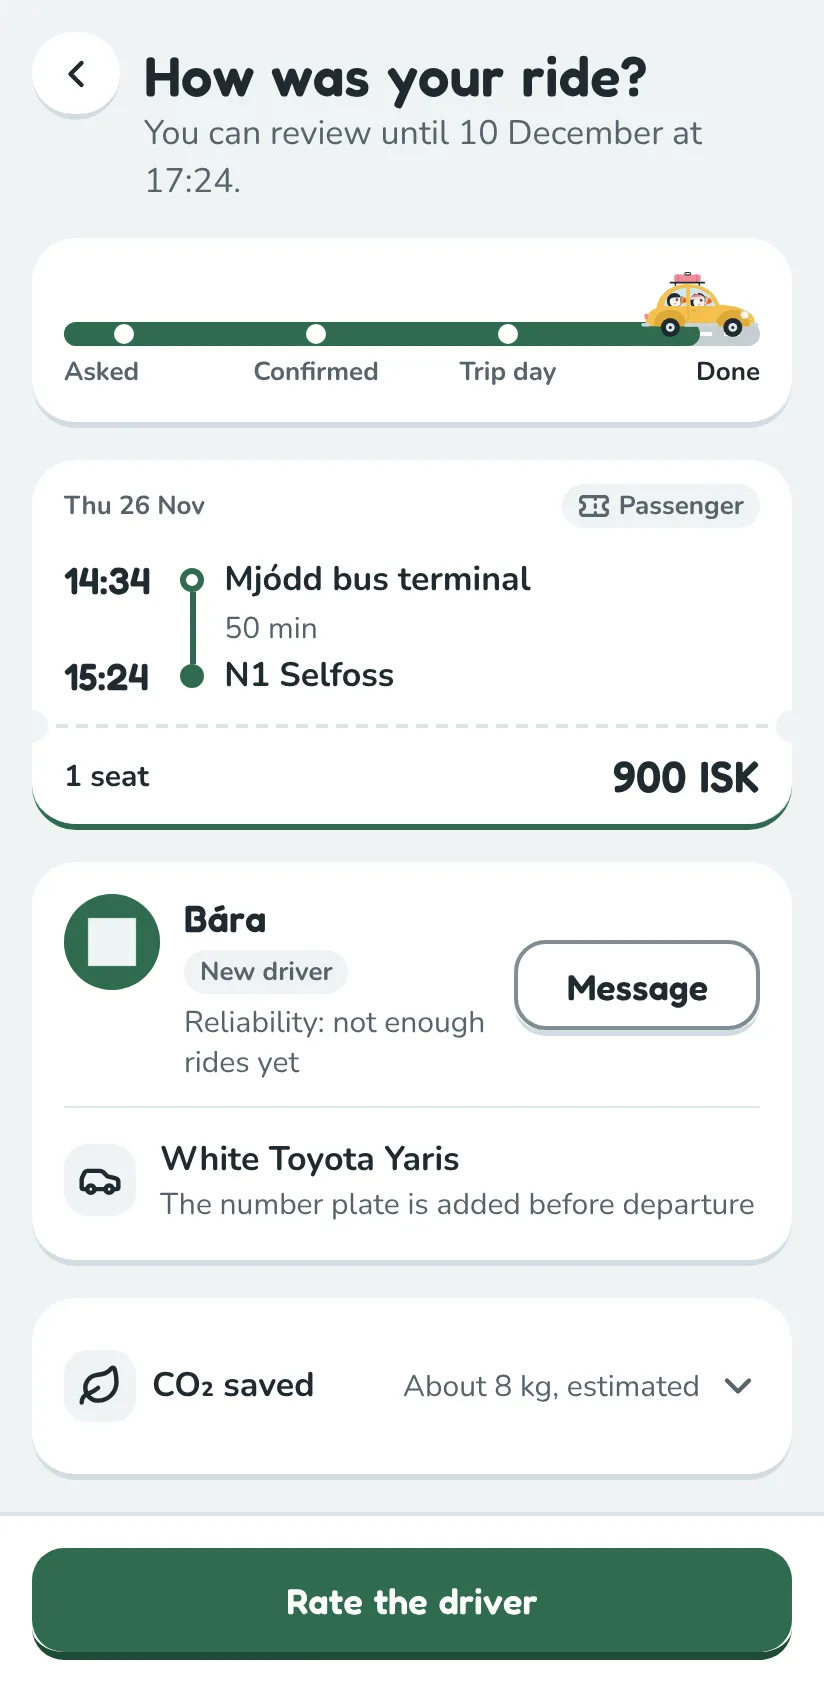 How was your ride?
You can review until 10 December at
17:24.
Asked
Confirmed
Trip day
Done
Thu 26 Nov
Passenger
14:34
Mjódd bus terminal
50 min
15:24
N1 Selfoss
1 seat
900 ISK
Bára
New driver
Reliability: not enough
rides yet
Message
White Toyota Yaris
The number plate is added before departure
CO₂ saved
About 8 kg, estimated
Rate the driver